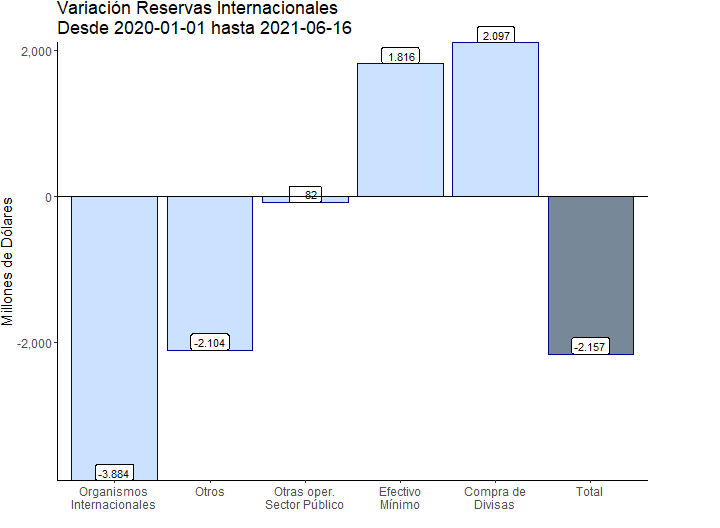 Variación Reservas Internacionales
Desde 2020-01-01 hasta 2021-06-16
Millones de Dólares
2,000
0
-2,000
-3.884
-2.104
82
1.816
2.097
-2.157
Organismos
Internacionales
Otros
Otras oper.
Sector Público
Efectivo
Mínimo
Compra de
Divisas
Total